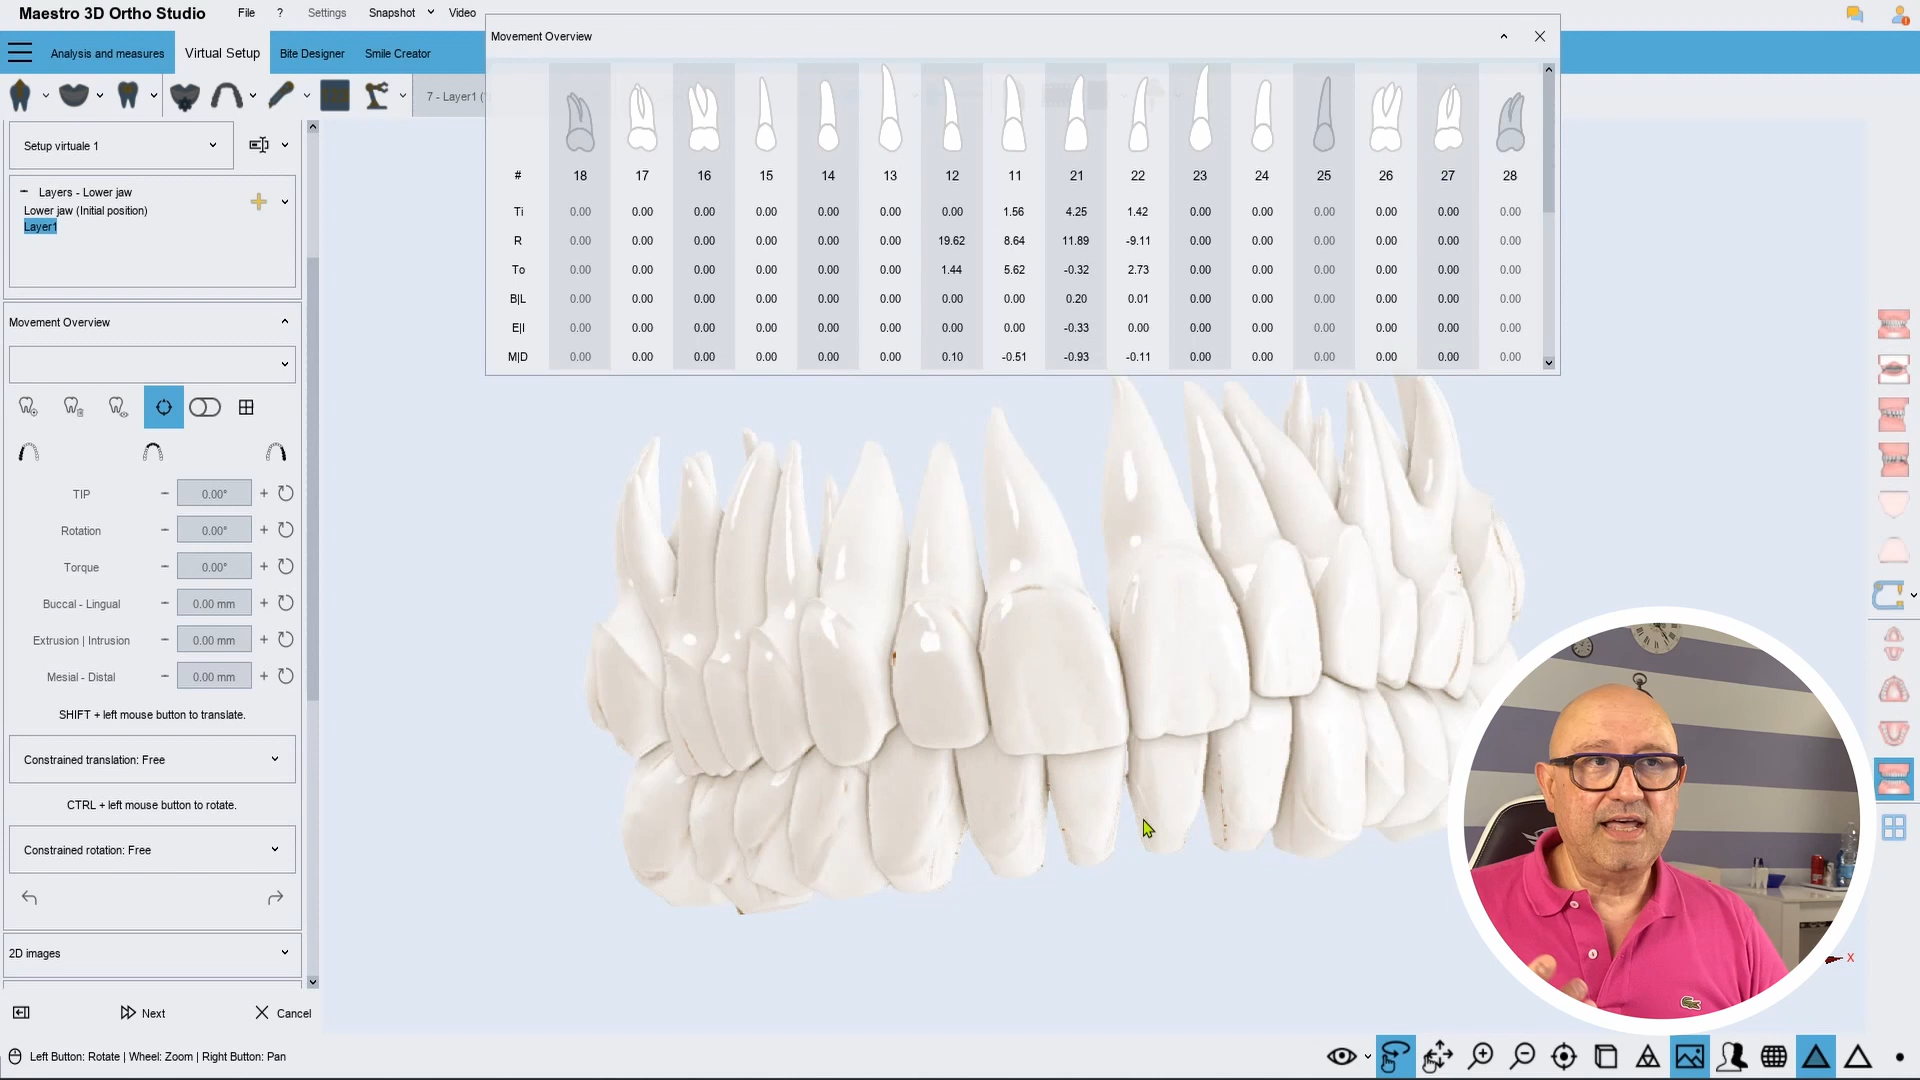 Maestro 3D Ortho Studio File ? Settings Snapshot Video
Movement Overview
Analysis and measures Virtual Setup Bite Designer Smile Creator
7 - Layer1 (
Setup virtuale 1
Layers - Lower jaw
Lower jaw (Initial position)
Layer1
# 18 17 16 15 14 13 12 11 21 22 23 24 25 26 27 28
Ti 0.00 0.00 0.00 0.00 0.00 0.00 0.00 1.56 4.25 1.42 0.00 0.00 0.00 0.00 0.00 0.00
R 0.00 0.00 0.00 0.00 0.00 0.00 19.62 8.64 11.89 -9.11 0.00 0.00 0.00 0.00 0.00 0.00
To 0.00 0.00 0.00 0.00 0.00 0.00 1.44 5.62 -0.32 2.73 0.00 0.00 0.00 0.00 0.00 0.00
B|L 0.00 0.00 0.00 0.00 0.00 0.00 0.00 0.00 0.20 0.01 0.00 0.00 0.00 0.00 0.00 0.00
E|I 0.00 0.00 0.00 0.00 0.00 0.00 0.00 0.00 -0.33 0.00 0.00 0.00 0.00 0.00 0.00 0.00
M|D 0.00 0.00 0.00 0.00 0.00 0.00 0.10 -0.51 -0.93 -0.11 0.00 0.00 0.00 0.00 0.00 0.00
Movement Overview
TIP 0.00°
Rotation 0.00°
Torque 0.00°
Buccal - Lingual 0.00 mm
Extrusion | Intrusion 0.00 mm
Mesial - Distal 0.00 mm
SHIFT + left mouse button to translate.
Constrained translation: Free
CTRL + left mouse button to rotate.
Constrained rotation: Free
2D images
Next Cancel
Left Button: Rotate | Wheel: Zoom | Right Button: Pan
X